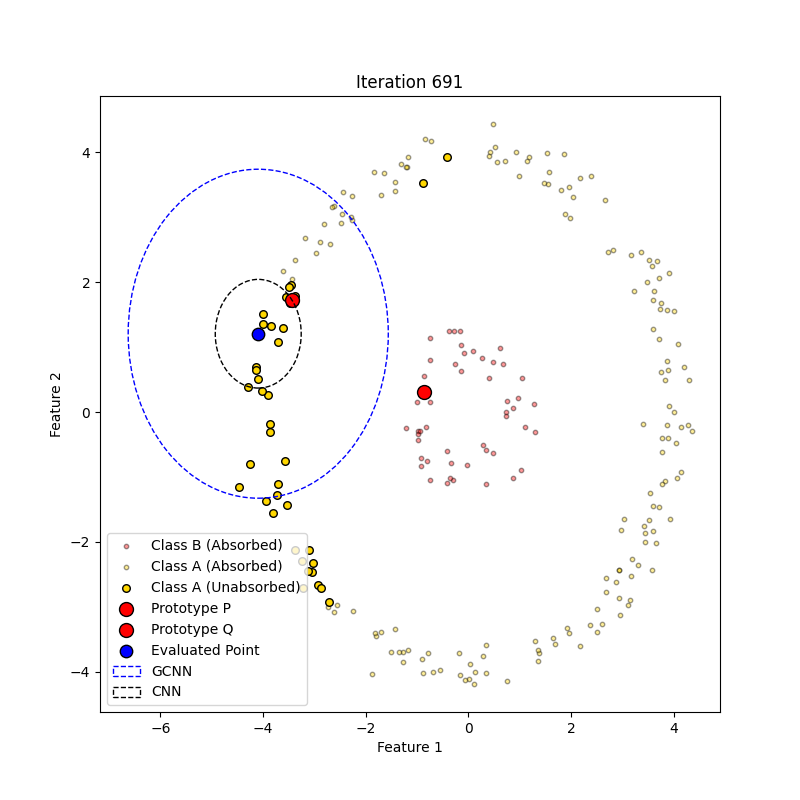 Iteration 691
4
2
0
−2
−4
Feature 2
Class B (Absorbed)
Class A (Absorbed)
Class A (Unabsorbed)
Prototype P
Prototype Q
Evaluated Point
GCNN
CNN
−6 −4 −2 0 2 4
Feature 1